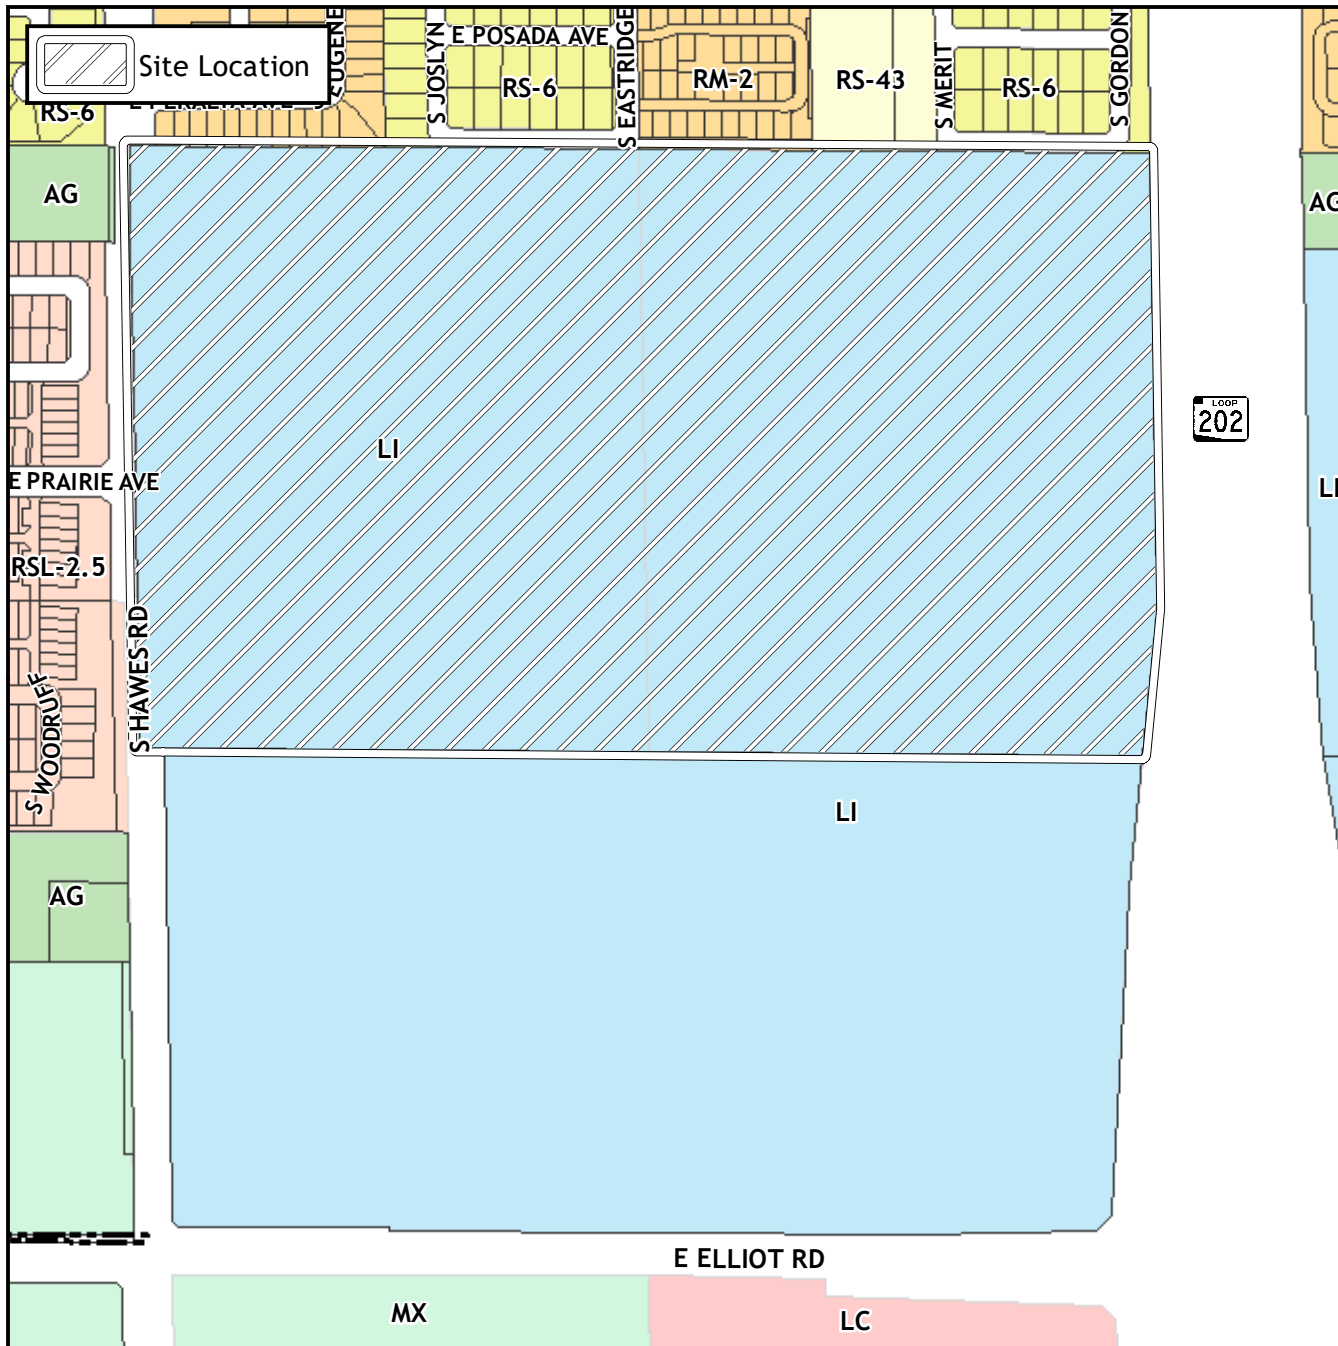 Site Location
S EUGENE
S JOSLYN
E POSADA AVE
S EASTRIDGE
RM-2
RS-43
S MERIT
RS-6
S GORDON
RS-6
RS-6
AG
AG
LOOP
202
LI
E PRAIRIE AVE
LI
RSL-2.5
S HAWES RD
S WOODRUFF
LI
AG
E ELLIOT RD
MX
LC